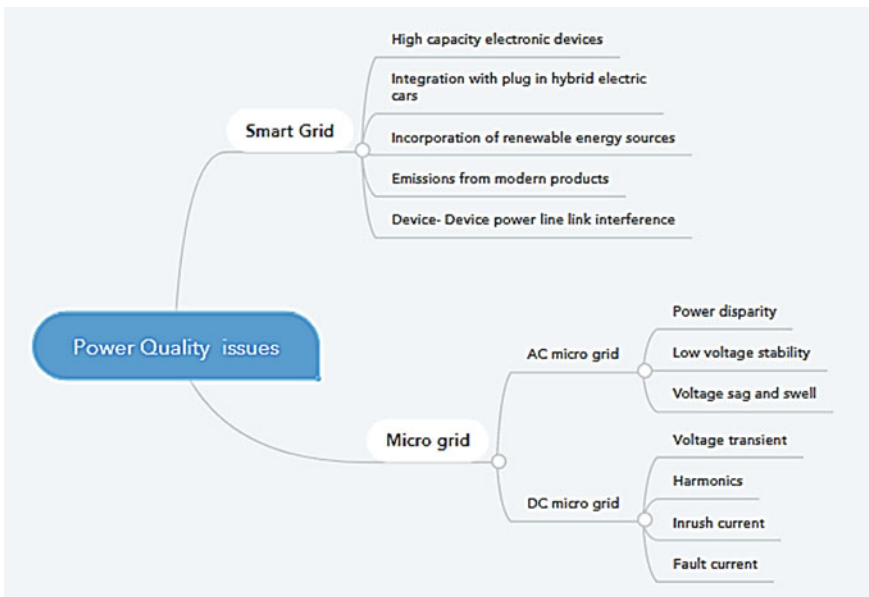 High capacity electronic devices
Integration with plug in hybrid electric
cars
Smart Grid
Incorporation of renewable energy sources
Emissions from modern products
Device- Device power line link interference
Power Quality issues
Power disparity
AC micro grid
Low voltage stability
Voltage sag and swell
Micro grid
Voltage transient
Harmonics
DC micro grid
Inrush current
Fault current